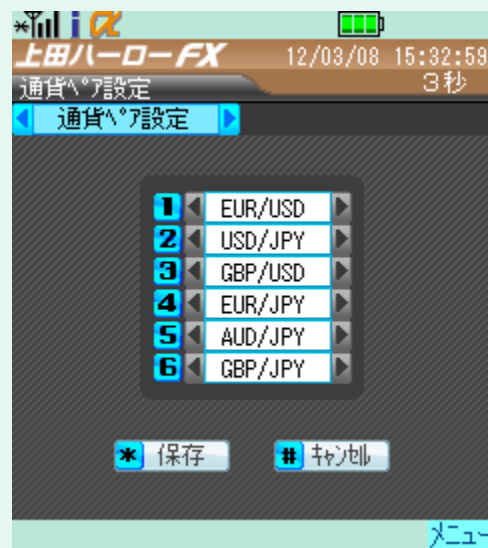 i α
上田ハーローFX 12/03/08 15:32:59
通貨ﾍﾟｱ設定 3秒
通貨ﾍﾟｱ設定
1 EUR/USD
2 USD/JPY
3 GBP/USD
4 EUR/JPY
5 AUD/JPY
6 GBP/JPY
* 保存 # ｷｬﾝｾﾙ
ﾒﾆｭｰ